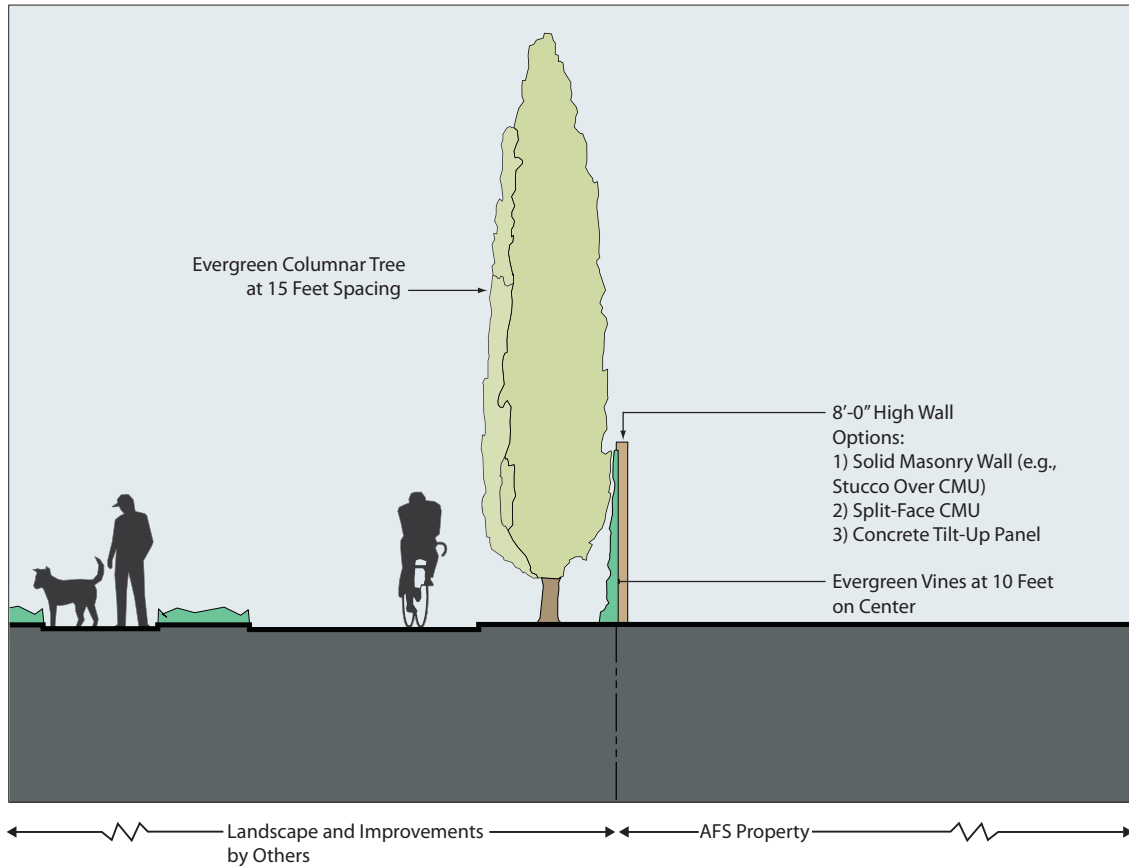 Evergreen Columnar Tree
at 15 Feet Spacing
8’-0” High Wall
Options:
1) Solid Masonry Wall (e.g.,
Stucco Over CMU)
2) Split-Face CMU
3) Concrete Tilt-Up Panel
Evergreen Vines at 10 Feet
on Center
Landscape and Improvements
by Others
AFS Property